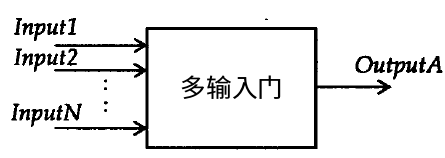 Input1
Input2
⋮ ⋮
InputN
多输入门
OutputA